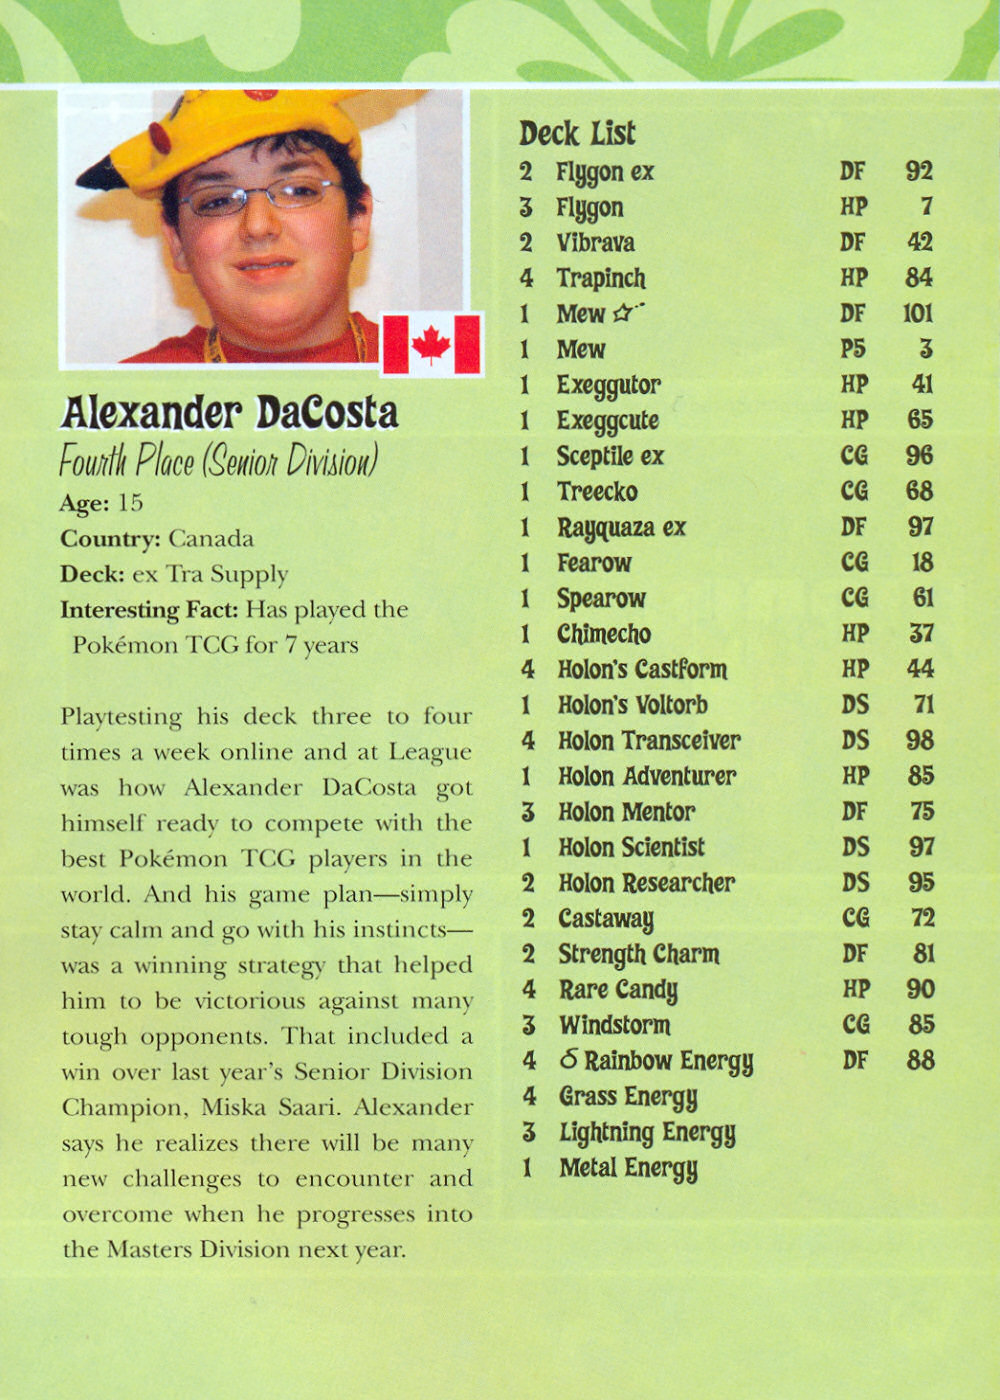 Alexander DaCosta
Fourth Place (Senior Division)
Age: 15
Country: Canada
Deck: ex Tra Supply
Interesting Fact: Has played the
Pokémon TCG for 7 years
Playtesting his deck three to four
times a week online and at League
was how Alexander DaCosta got
himself ready to compete with the
best Pokémon TCG players in the
world. And his game plan—simply
stay calm and go with his instincts—
was a winning strategy that helped
him to be victorious against many
tough opponents. That included a
win over last year's Senior Division
Champion, Miska Saari. Alexander
says he realizes there will be many
new challenges to encounter and
overcome when he progresses into
the Masters Division next year.
Deck List
2 Flygon ex DF 92
3 Flygon HP 7
2 Vibrava DF 42
4 Trapinch HP 84
1 Mew ☆ DF 101
1 Mew P5 3
1 Exeggutor HP 41
1 Exeggcute HP 65
1 Sceptile ex CG 96
1 Treecko CG 68
1 Rayquaza ex DF 97
1 Fearow CG 18
1 Spearow CG 61
1 Chimecho HP 37
4 Holon's Castform HP 44
1 Holon's Voltorb DS 71
4 Holon Transceiver DS 98
1 Holon Adventurer HP 85
3 Holon Mentor DF 75
1 Holon Scientist DS 97
2 Holon Researcher DS 95
2 Castaway CG 72
2 Strength Charm DF 81
4 Rare Candy HP 90
3 Windstorm CG 85
4 δ Rainbow Energy DF 88
4 Grass Energy
3 Lightning Energy
1 Metal Energy